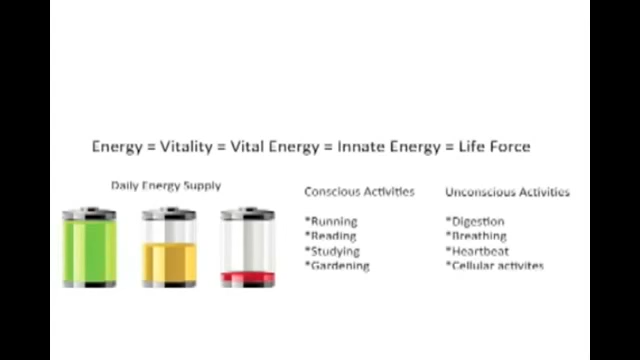 Energy = Vitality = Vital Energy = Innate Energy = Life Force
Daily Energy Supply
Conscious Activities
*Running
*Reading
*Studying
*Gardening
Unconscious Activities
*Digestion
*Breathing
*Heartbeat
*Cellular activites